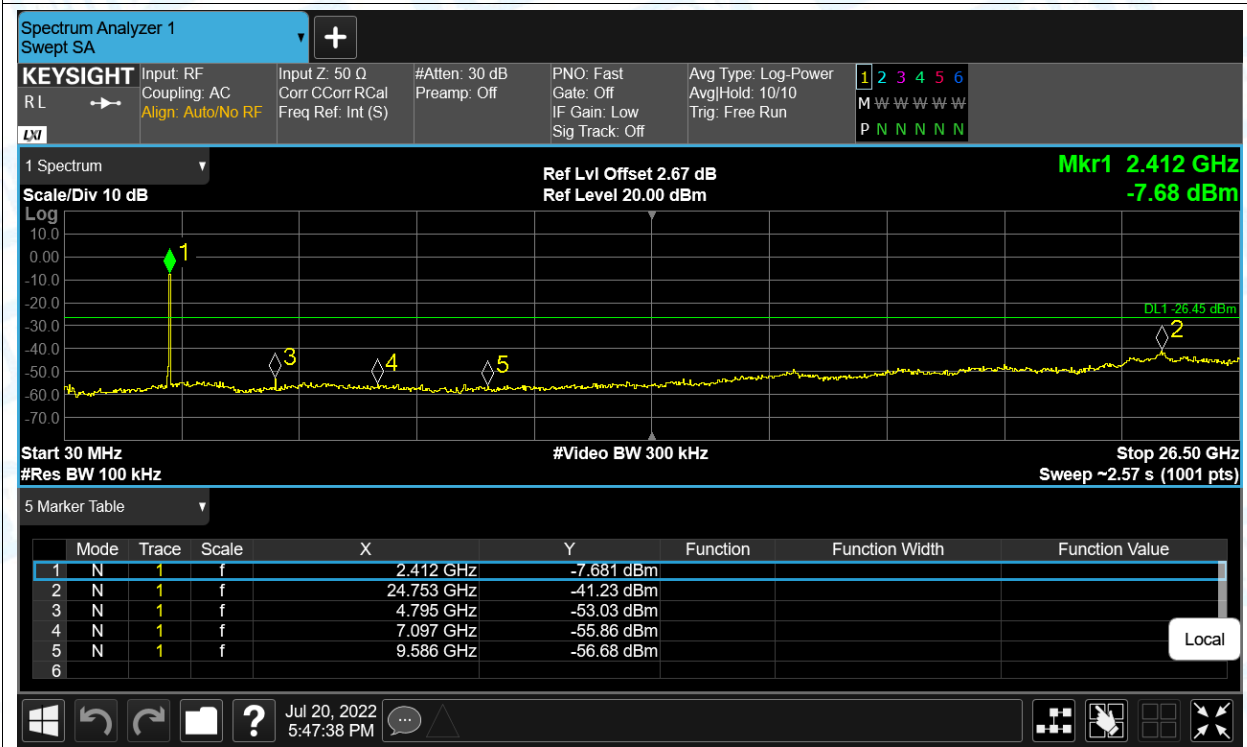 Spectrum Analyzer 1
Swept SA
+
KEYSIGHT Input: RF Input Z: 50 Ω #Atten: 30 dB PNO: Fast Avg Type: Log-Power 1 2 3 4 5 6
R L Coupling: AC Corr CCorr RCal Preamp: Off Gate: Off Avg|Hold: 10/10 M W W W W W W
Align: Auto/No RF Freq Ref: Int (S) IF Gain: Low Trig: Free Run
LXI Sig Track: Off P N N N N N N
1 Spectrum Ref Lvl Offset 2.67 dB Mkr1 2.412 GHz
Scale/Div 10 dB Ref Level 20.00 dBm -7.68 dBm
Log
10.0
0.00 1
-10.0
-20.0
DL1 -26.45 dBm
-30.0 2
-40.0 3 4 5
-50.0
-60.0
-70.0
Start 30 MHz #Video BW 300 kHz Stop 26.50 GHz
#Res BW 100 kHz Sweep ~2.57 s (1001 pts)
5 Marker Table
Mode Trace Scale X Y Function Function Width Function Value
1 N 1 f 2.412 GHz -7.681 dBm
2 N 1 f 24.753 GHz -41.23 dBm
3 N 1 f 4.795 GHz -53.03 dBm
4 N 1 f 7.097 GHz -55.86 dBm
5 N 1 f 9.586 GHz -56.68 dBm
6
Local
? Jul 20, 2022
5:47:38 PM